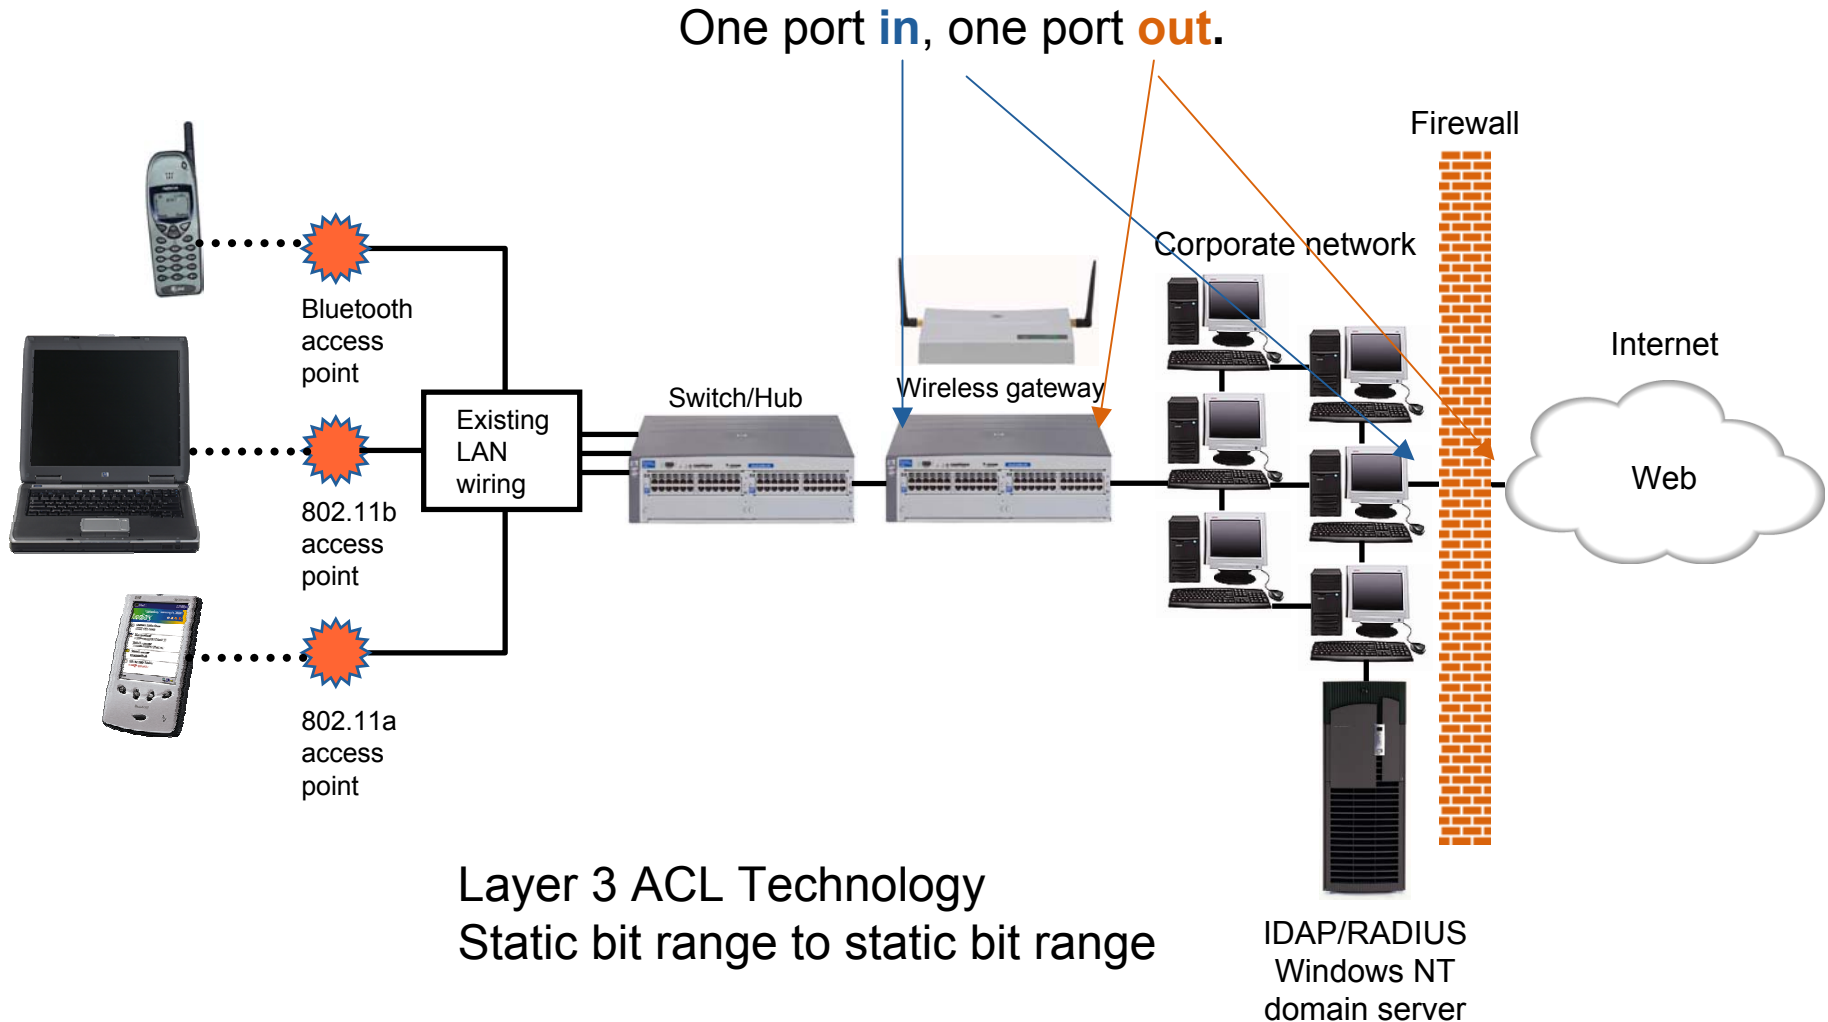 One port in, one port out.
Firewall
Corporate network
Bluetooth
access
point
Internet
Switch/Hub
Wireless gateway
Existing
LAN
wiring
Web
802.11b
access
point
802.11a
access
point
Layer 3 ACL Technology
Static bit range to static bit range
IDAP/RADIUS
Windows NT
domain server